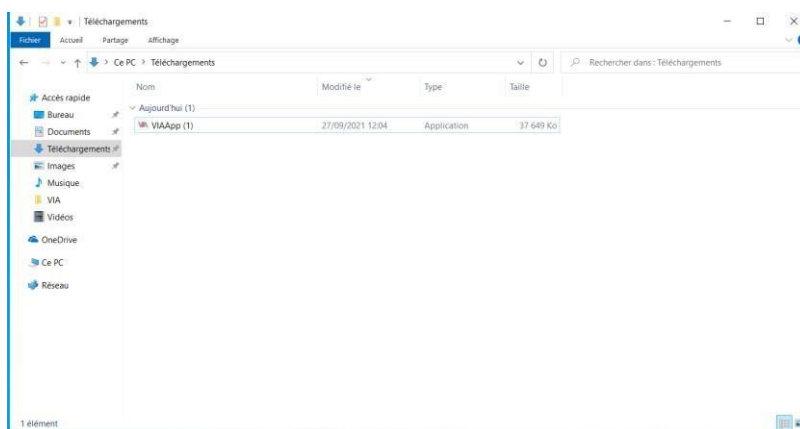 Téléchargements
Fichier Accueil Partage Affichage
Ce PC > Téléchargements Rechercher dans : Téléchargements
Nom Modifié le Type Taille
Accès rapide
Aujourd'hui (1)
Bureau
VIAApp (1) 27/09/2021 12:04 Application 37 649 Ko
Documents
Téléchargements
Images
Musique
VIA
Vidéos
OneDrive
Ce PC
Réseau
1 élément